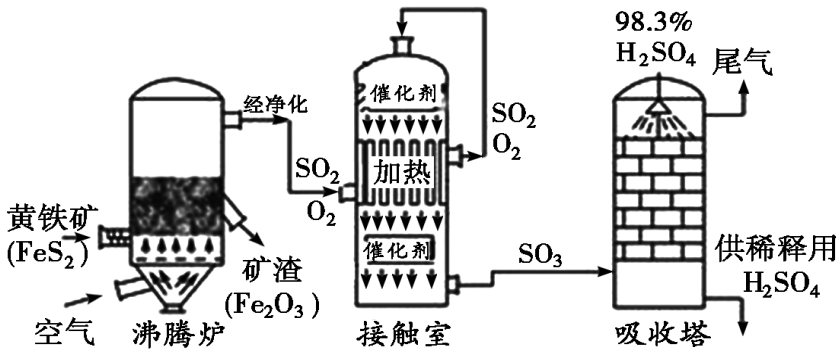 98.3%
H₂SO₄
尾气
催化剂
经净化
SO₂
O₂
SO₂
O₂
加热
黄铁矿
(FeS₂)
催化剂
矿渣
(Fe₂O₃)
SO₃
供稀释用
H₂SO₄
空气
沸腾炉
接触室
吸收塔